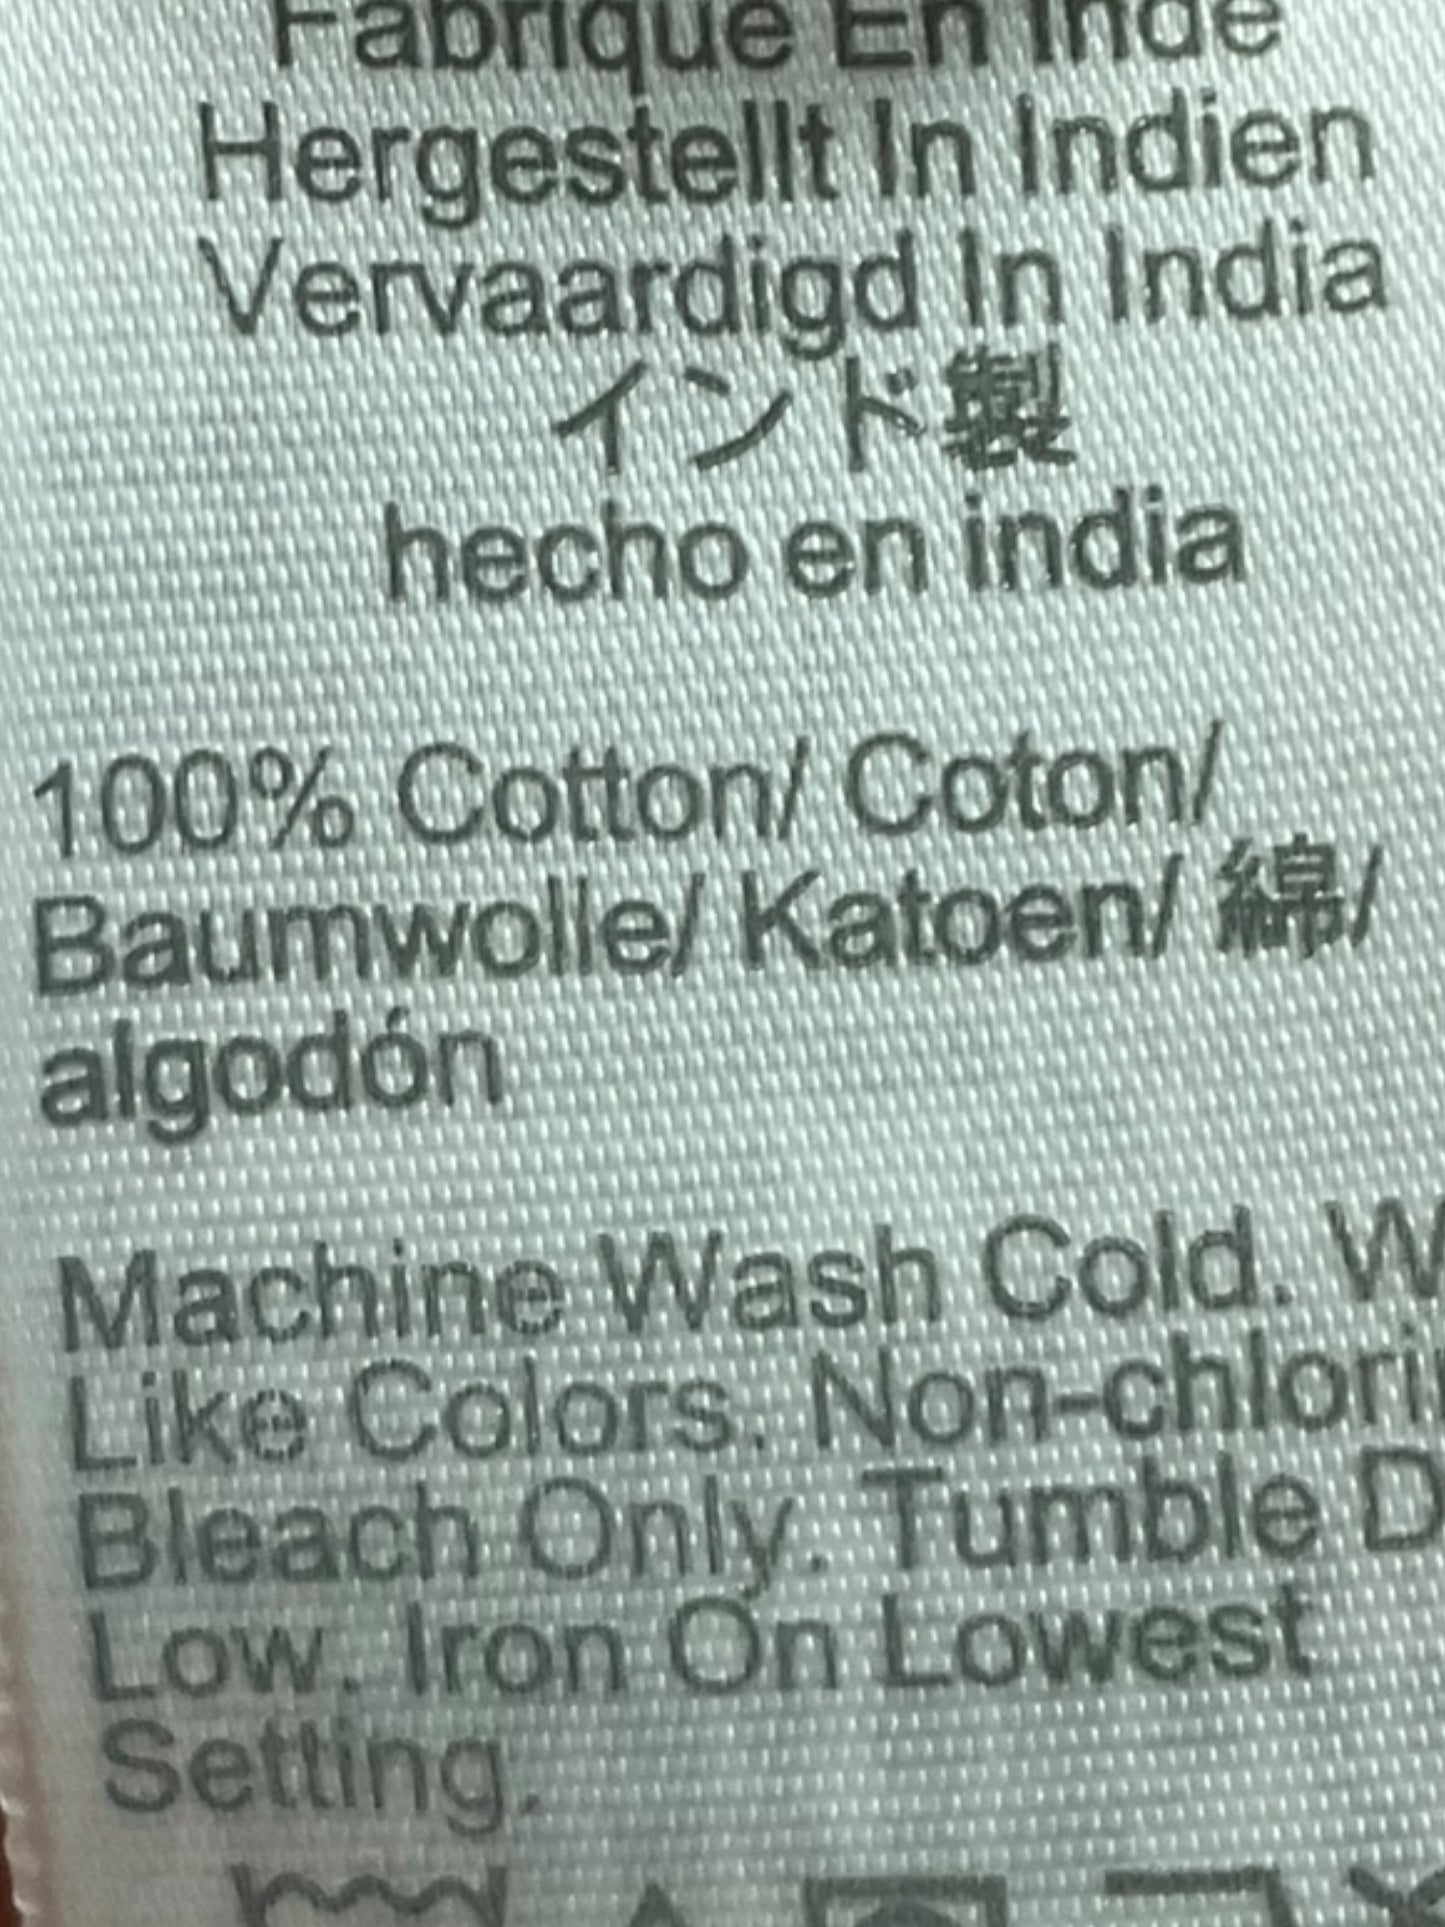 Fabrique En Inde
Hergestellt In Indien
Vervaardigd In India
インド製
hecho en india
100% Cotton/ Coton/
Baumwolle/ Katoen/ 綿/
algodón
Machine Wash Cold.
Like Colors. Non-chlori
Bleach Only. Tumble D
Low. Iron On Lowest
Setting.